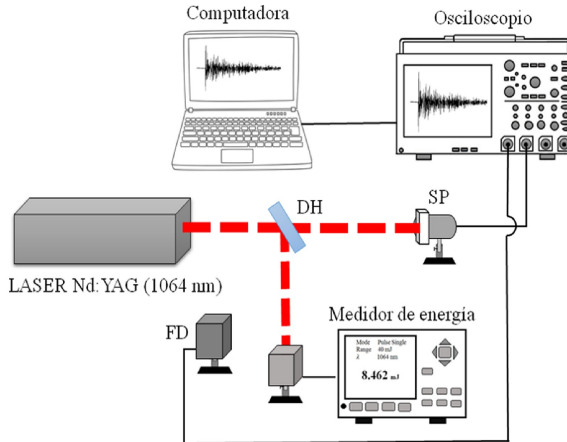 Computadora
Osciloscopio
DH
SP
LASER Nd:YAG (1064 nm)
FD
Medidor de energía
Mode Pulse Single
Range 40 mJ
λ 1064 nm
8.462 mJ